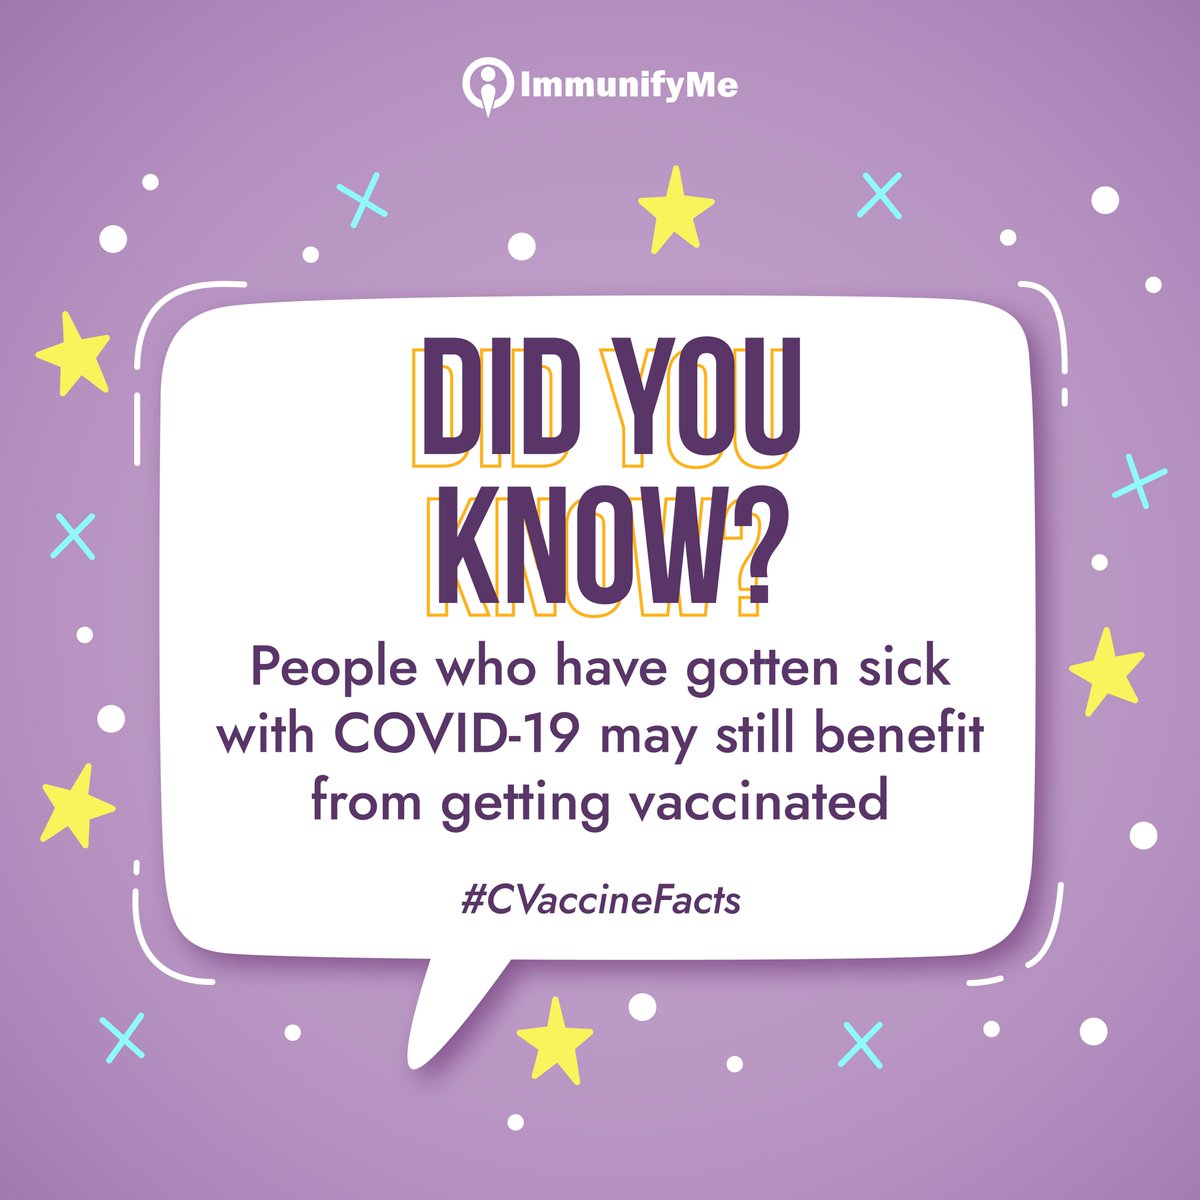 ImmunifyMe
DID YOU
KNOW?
People who have gotten sick
with COVID-19 may still benefit
from getting vaccinated
#CVaccineFacts